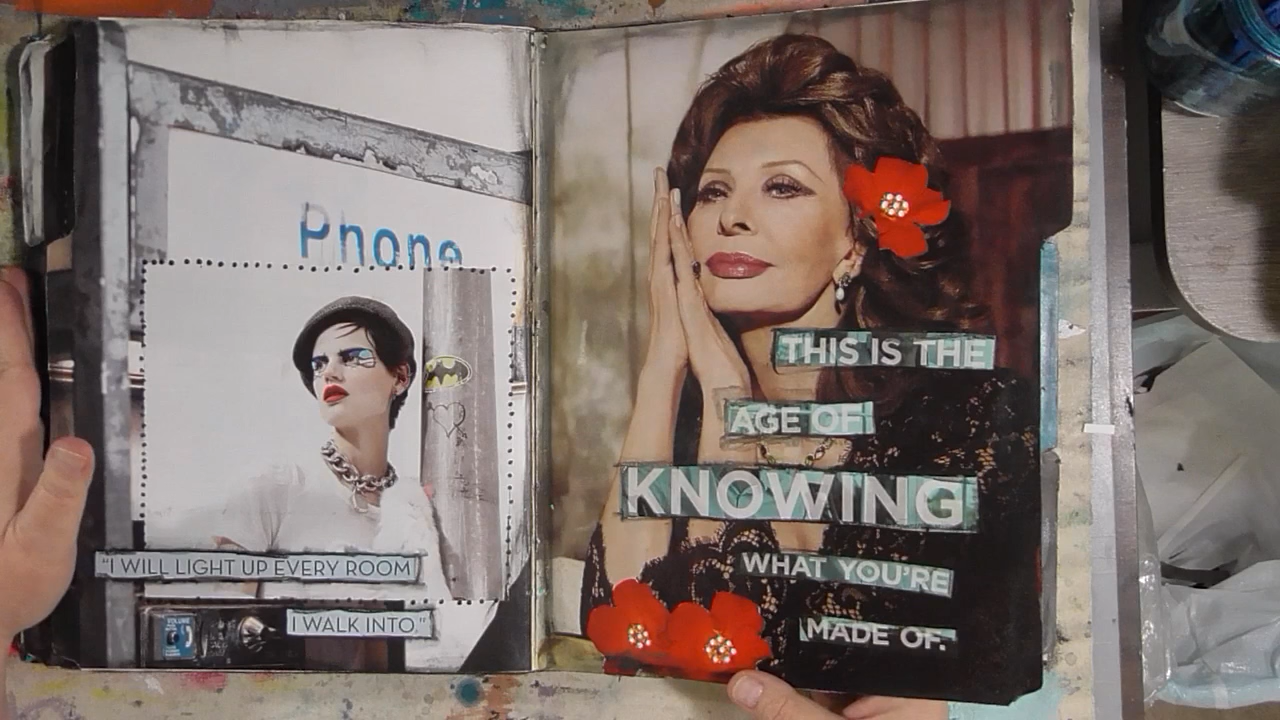 Phone
"I WILL LIGHT UP EVERY ROOM
I WALK INTO."
VOLUME
THIS IS THE
AGE OF
KNOWING
WHAT YOU'RE
MADE OF.